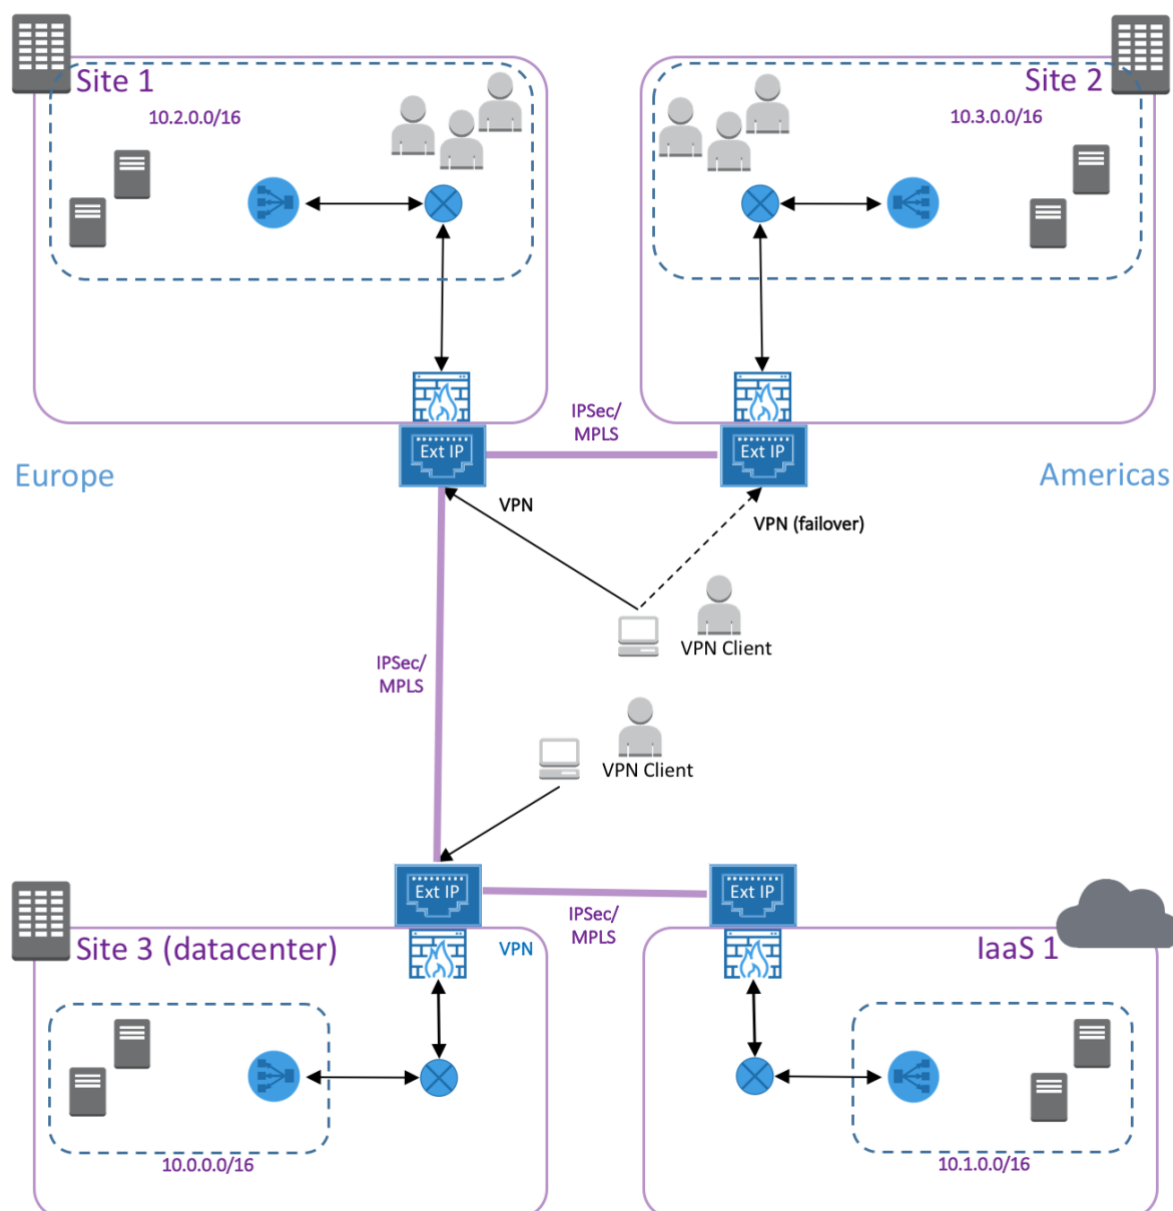 Site 1
10.2.0.0/16
Site 2
10.3.0.0/16
IPSec/
MPLS
Ext IP
Ext IP
Europe
Americas
VPN
VPN (failover)
VPN Client
IPSec/
MPLS
VPN Client
Ext IP
Ext IP
IPSec/
MPLS
Site 3 (datacenter)
VPN
IaaS 1
10.0.0.0/16
10.1.0.0/16